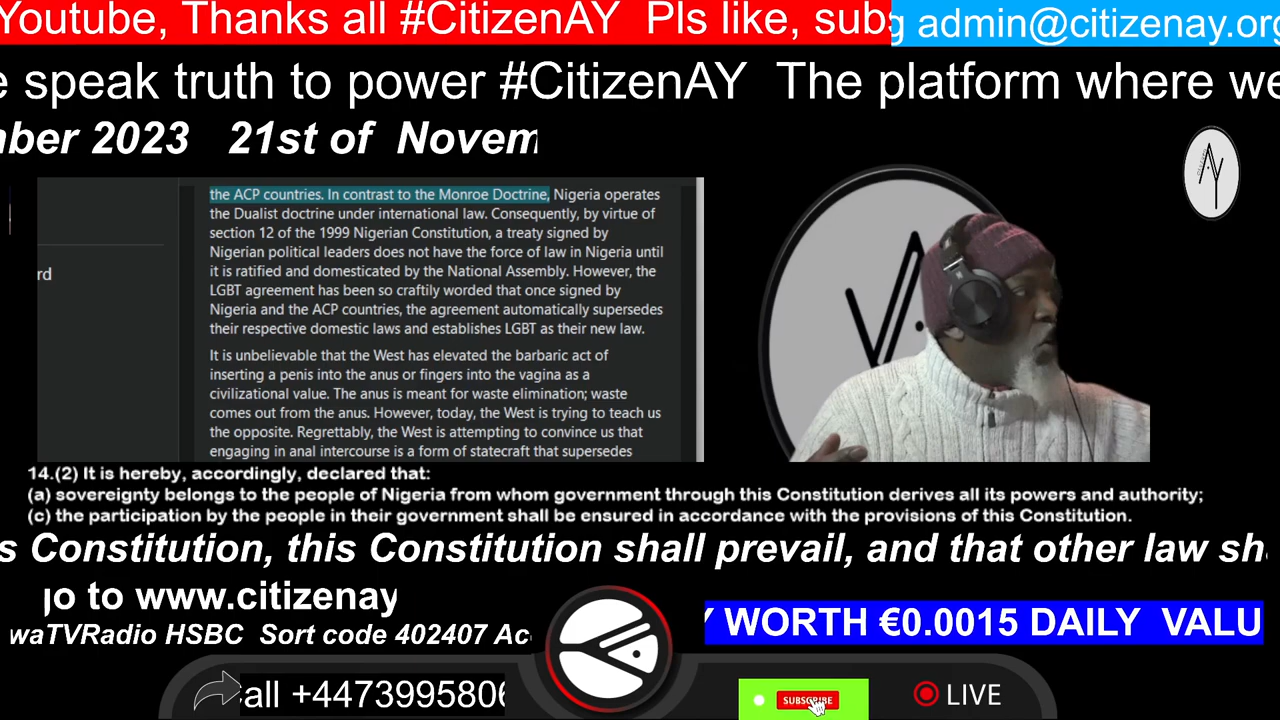 Youtube, Thanks all #CitizenAY Pls like, subs
g admin@citizenay.org
e speak truth to power #CitizenAY The platform where we
mber 2023 21st of Novem
the ACP countries. In contrast to the Monroe Doctrine, Nigeria operates
the Dualist doctrine under international law. Consequently, by virtue of
section 12 of the 1999 Nigerian Constitution, a treaty signed by
Nigerian political leaders does not have the force of law in Nigeria until
it is ratified and domesticated by the National Assembly. However, the
LGBT agreement has been so craftily worded that once signed by
Nigeria and the ACP countries, the agreement automatically supersedes
their respective domestic laws and establishes LGBT as their new law.
It is unbelievable that the West has elevated the barbaric act of
inserting a penis into the anus or fingers into the vagina as a
civilizational value. The anus is meant for waste elimination; waste
comes out from the anus. However, today, the West is trying to teach us
the opposite. Regrettably, the West is attempting to convince us that
engaging in anal intercourse is a form of statecraft that supersedes
rd
14.(2) It is hereby, accordingly, declared that:
(a) sovereignty belongs to the people of Nigeria from whom government through this Constitution derives all its powers and authority;
(c) the participation by the people in their government shall be ensured in accordance with the provisions of this Constitution.
s Constitution, this Constitution shall prevail, and that other law sh
go to www.citizenay
waTVRadio HSBC Sort code 402407 Ac
Y WORTH €0.0015 DAILY VALU
all +4473995806
SUBSCRIBE
LIVE